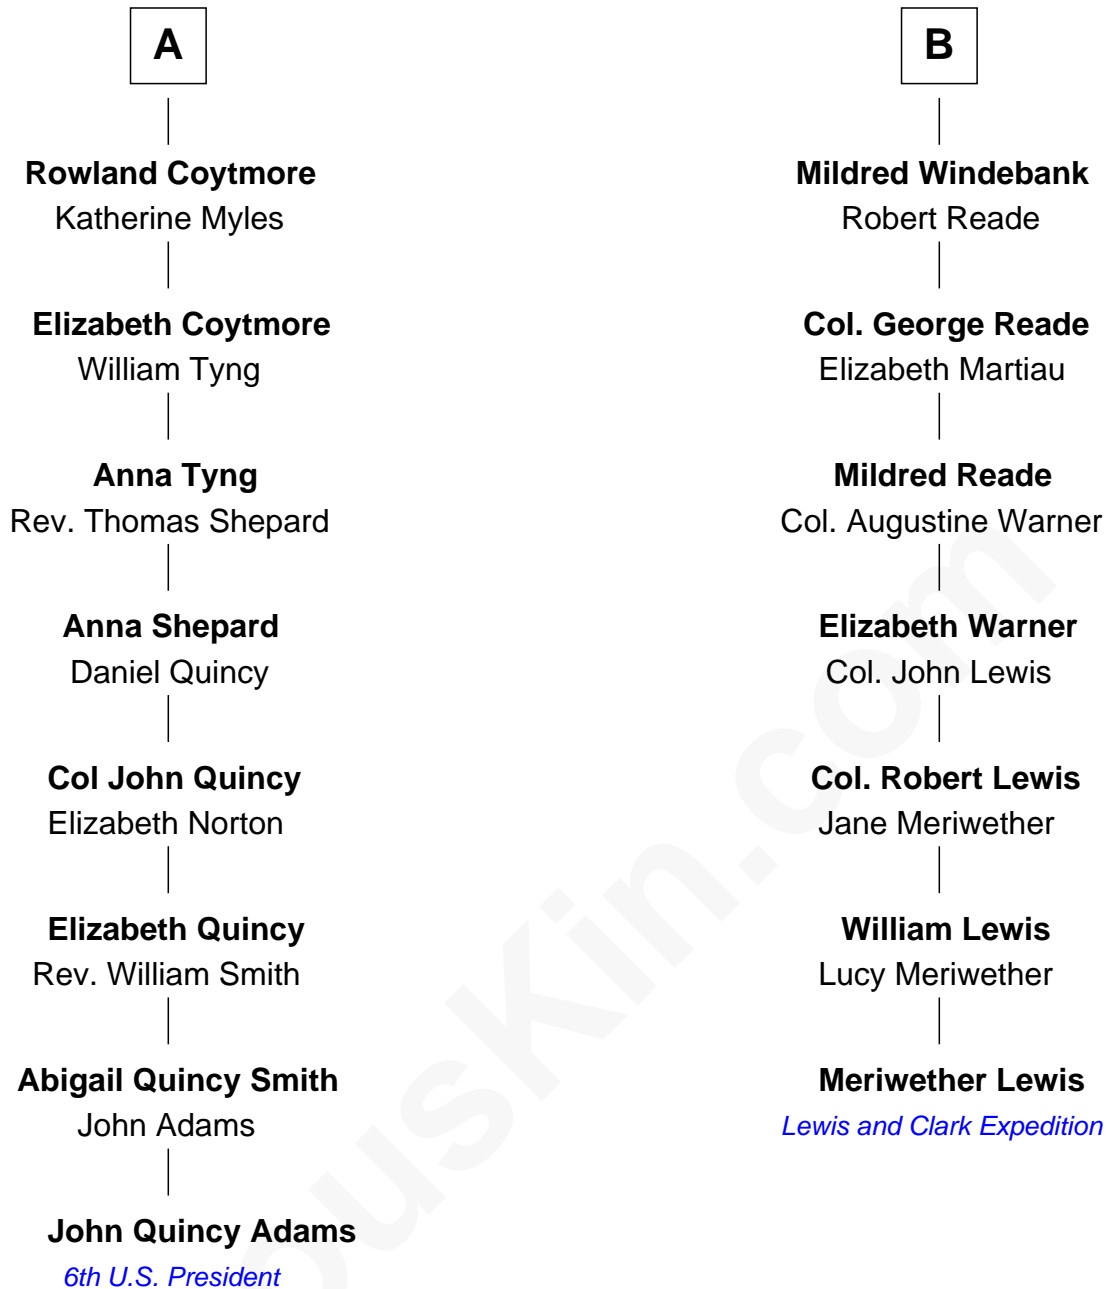 A
Rowland Coytmore
Katherine Myles
Elizabeth Coytmore
William Tyng
Anna Tyng
Rev. Thomas Shepard
Anna Shepard
Daniel Quincy
Col John Quincy
Elizabeth Norton
Elizabeth Quincy
Rev. William Smith
Abigail Quincy Smith
John Adams
John Quincy Adams
6th U.S. President
B
Mildred Windebank
Robert Reade
Col. George Reade
Elizabeth Martiau
Mildred Reade
Col. Augustine Warner
Elizabeth Warner
Col. John Lewis
Col. Robert Lewis
Jane Meriwether
William Lewis
Lucy Meriwether
Meriwether Lewis
Lewis and Clark Expedition
ousKin.com